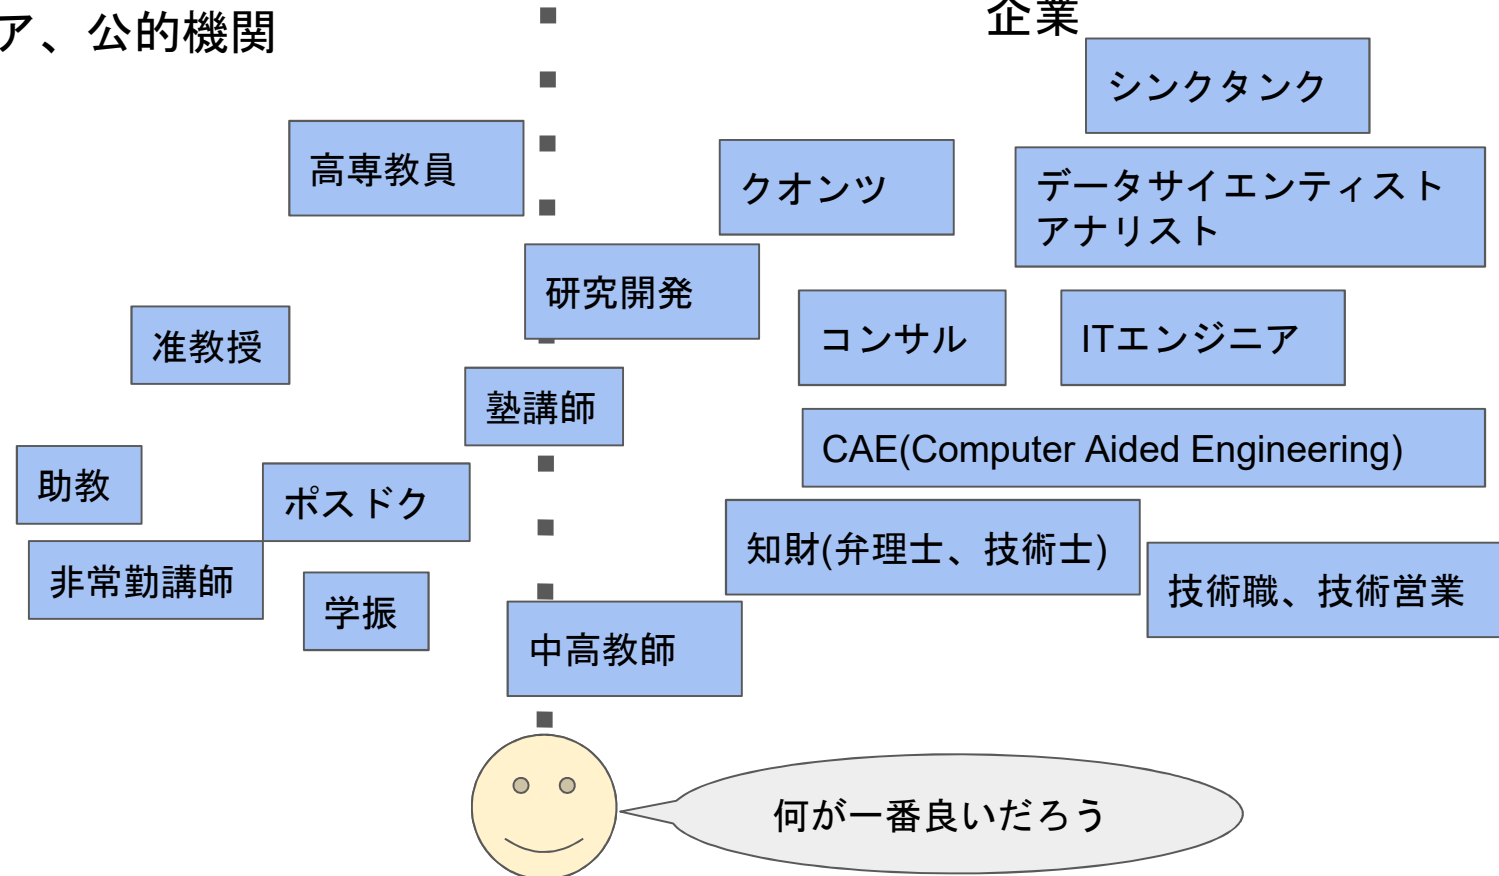 ア、公的機関
企業
シンクタンク
高専教員
クオンツ
データサイエンティスト
アナリスト
研究開発
准教授
コンサル
ITエンジニア
塾講師
CAE(Computer Aided Engineering)
助教
ポスドク
知財(弁理士、技術士)
非常勤講師
学振
技術職、技術営業
中高教師
何が一番良いだろう